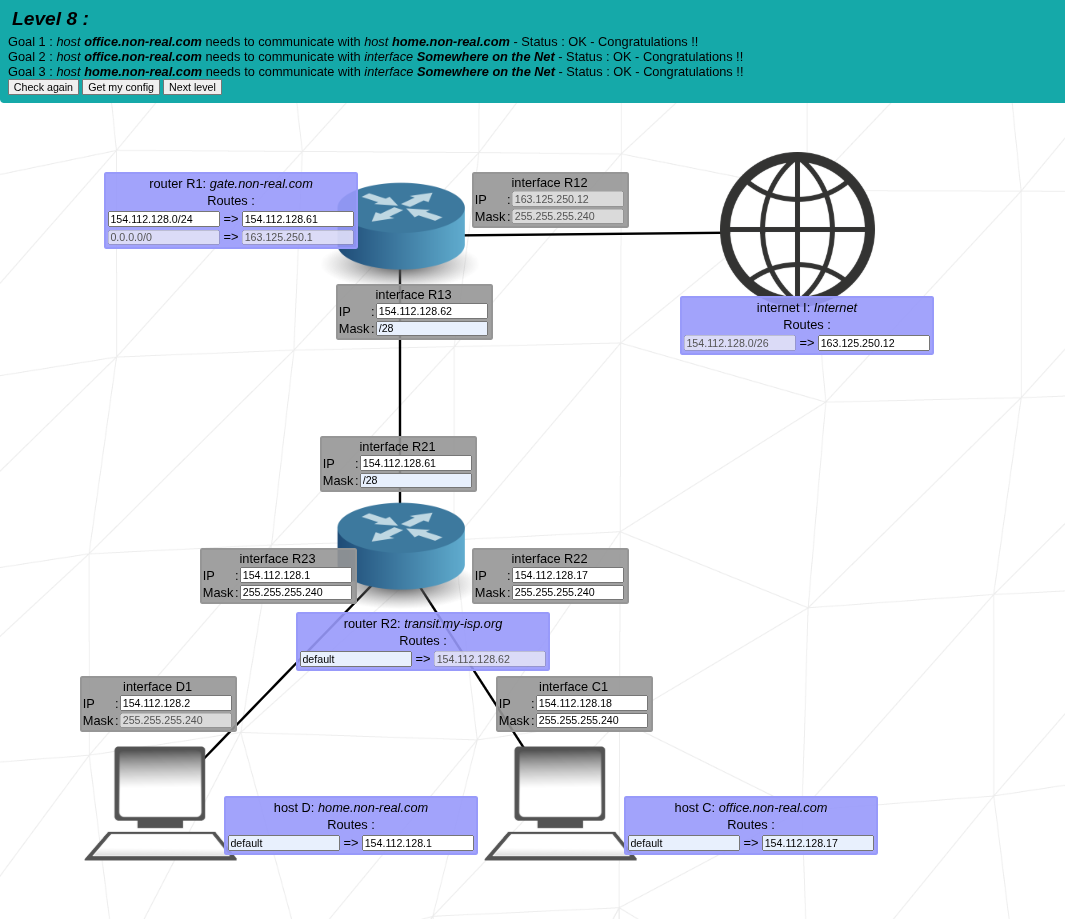 Level 8 :
Goal 1 : host office.non-real.com needs to communicate with host home.non-real.com - Status : OK - Congratulations !!
Goal 2 : host office.non-real.com needs to communicate with interface Somewhere on the Net - Status : OK - Congratulations !!
Goal 3 : host home.non-real.com needs to communicate with interface Somewhere on the Net - Status : OK - Congratulations !!
Check again Get my config Next level
router R1: gate.non-real.com
Routes :
154.112.128.0/24 => 154.112.128.61
0.0.0.0/0 => 163.125.250.1
interface R12
IP : 163.125.250.12
Mask : 255.255.255.240
interface R13
IP : 154.112.128.62
Mask : /28
internet I: Internet
Routes :
154.112.128.0/26 => 163.125.250.12
interface R21
IP : 154.112.128.61
Mask : /28
interface R23
IP : 154.112.128.1
Mask : 255.255.255.240
interface R22
IP : 154.112.128.17
Mask : 255.255.255.240
router R2: transit.my-isp.org
Routes :
default => 154.112.128.62
interface D1
IP : 154.112.128.2
Mask : 255.255.255.240
interface C1
IP : 154.112.128.18
Mask : 255.255.255.240
host D: home.non-real.com
Routes :
default => 154.112.128.1
host C: office.non-real.com
Routes :
default => 154.112.128.17